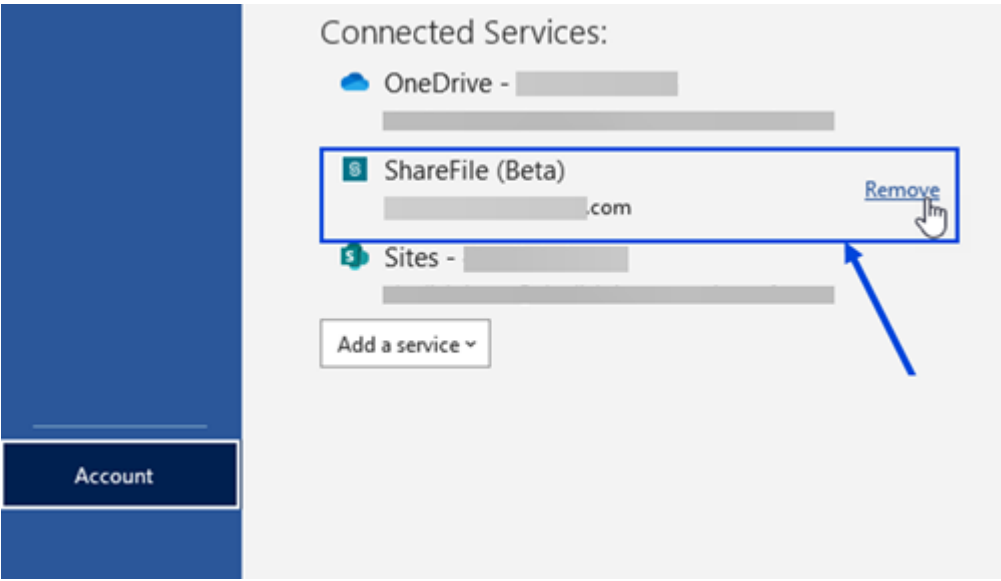 Connected Services:
OneDrive -
ShareFile (Beta)
.com
Remove
Sites -
Add a service
Account